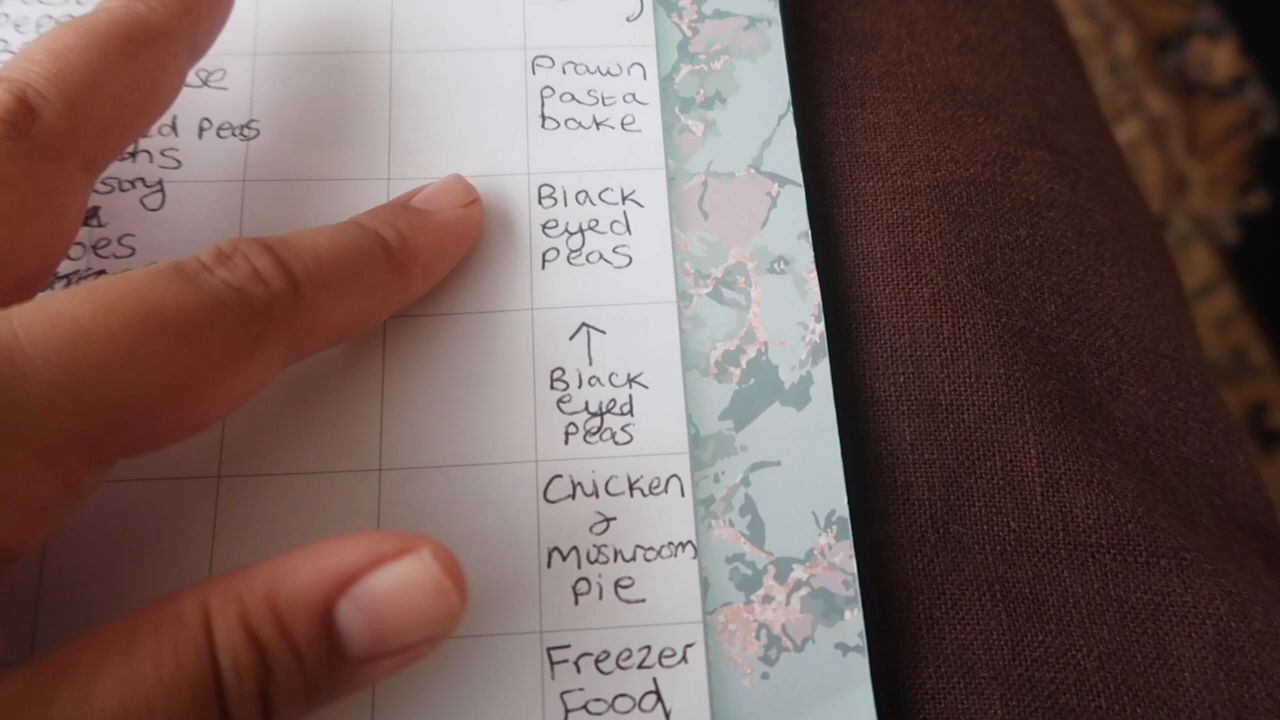 Peas
Prawn
pasta
bake
Black
eyed
peas
↑
Black
eyed
peas
Chicken
&
Mushroom
pie
Freezer
Food